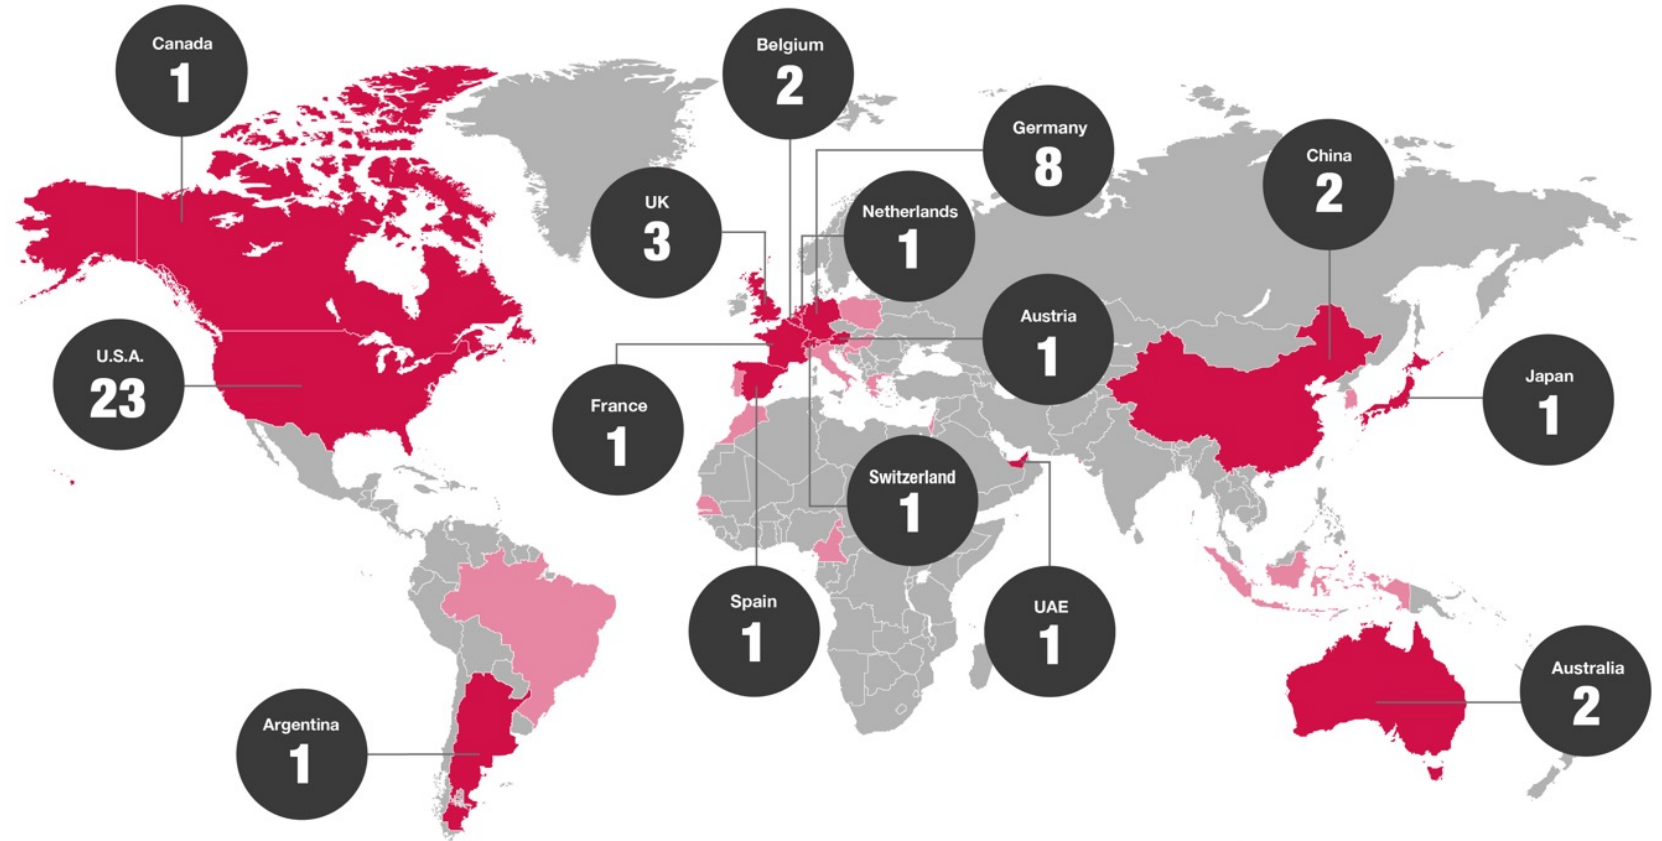 Canada
1
Belgium
2
Germany
8
China
2
UK
3
Netherlands
1
Austria
1
U.S.A.
23
France
1
Japan
1
Switzerland
1
Spain
1
UAE
1
Australia
2
Argentina
1